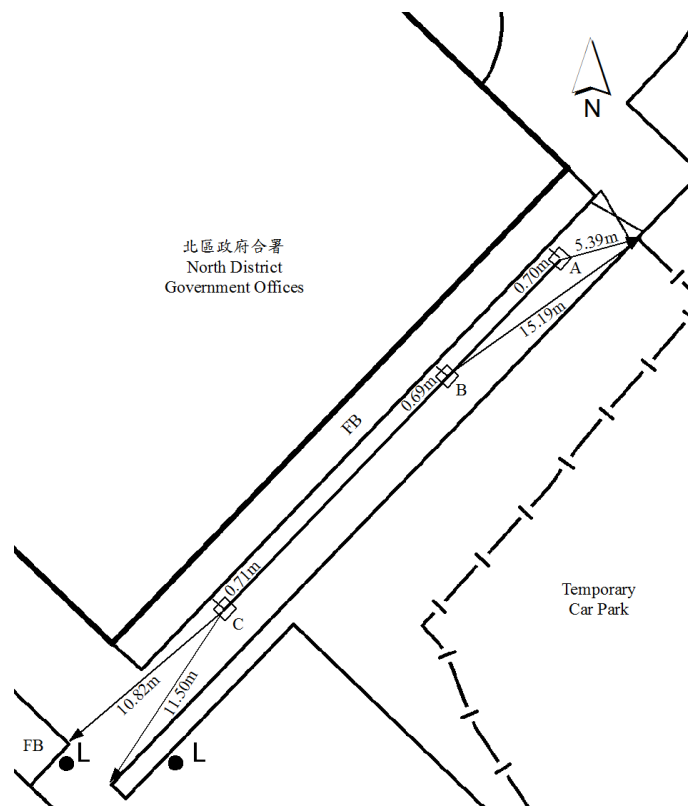 N
北區政府合署
North District
Government Offices
5.39m
A
0.70m
15.19m
B
0.69m
FB
0.71m
C
Temporary
Car Park
10.82m
11.50m
FB
L
L